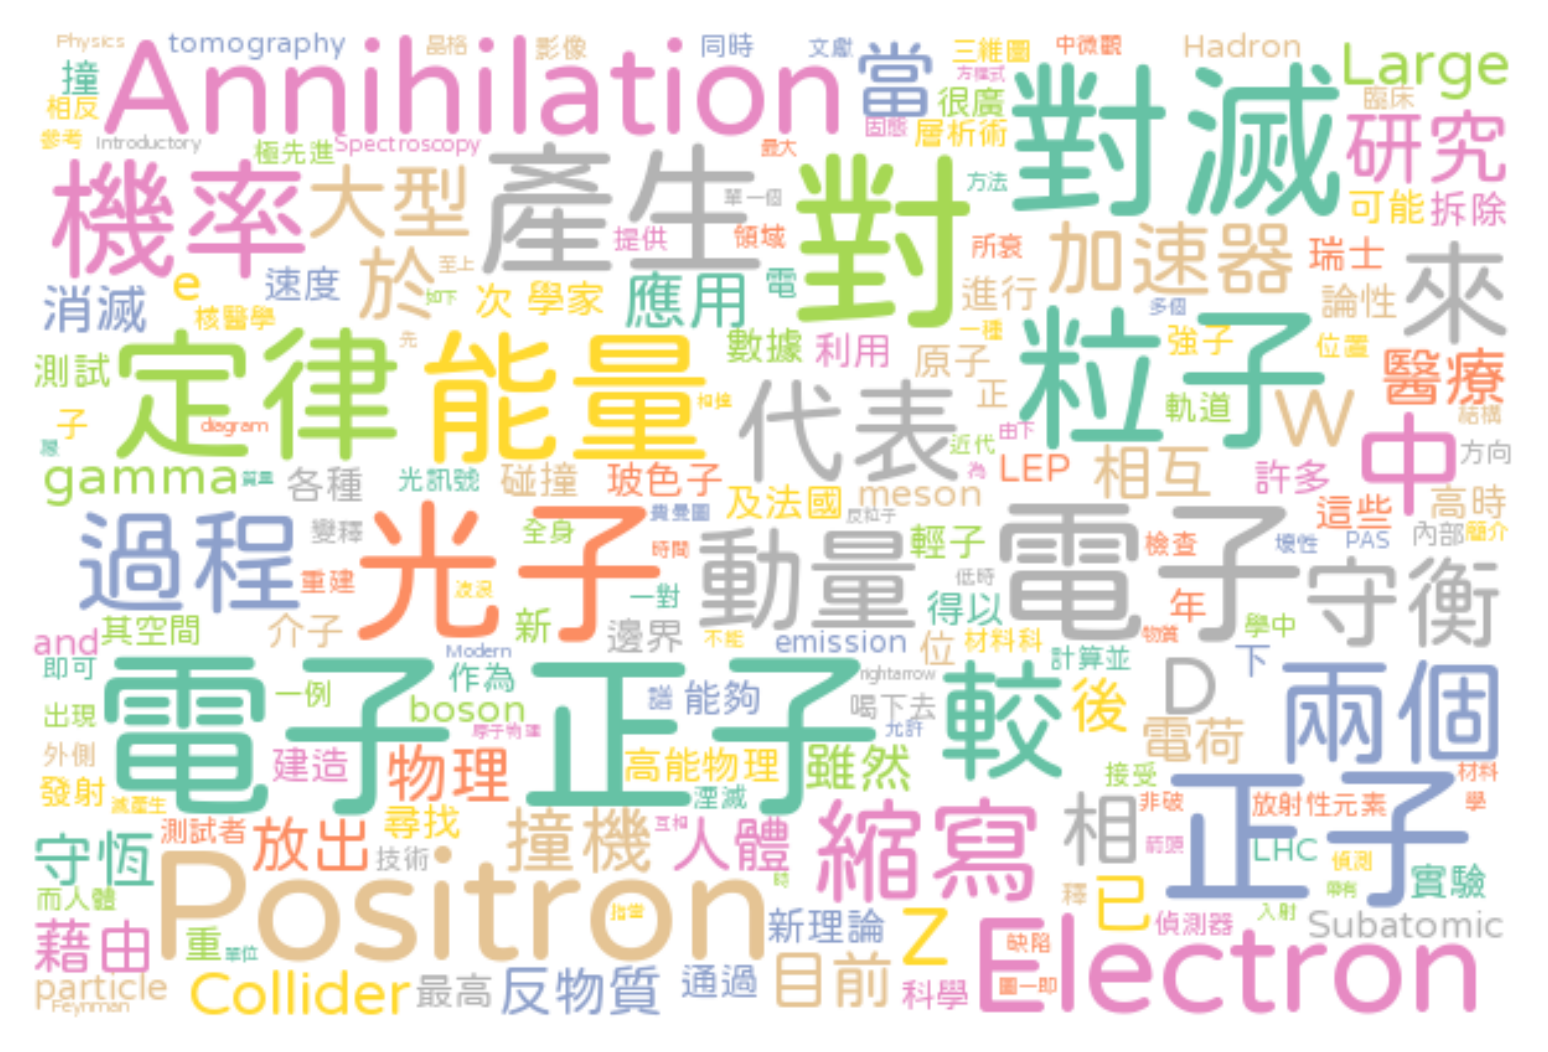 Physics tomography 晶格 影像 同時 文獻 三維圖 中微觀 Hadron
撞 Annihilation 當 方程式 Large
相反 很廣 對滅 臨床
參考 Introductory 極先進 Spectroscopy 最大 固態 層析術 研究
機率 大型 產生 單一個 對 方法 可能 拆除
提供 領域 所衰 加速器 瑞士
消滅 e 速度 於 至上 如下 次 學家 應用 電 進行 多個 論性 來
核醫學 先 數據 利用 原子 一種 粒子 強子 位置
測試 定律 能量 代表 正 軌道 W 醫療
子 diagram 近代 由下 中 結構 方向
gamma 質量 各種 光訊號 碰撞 玻色子 及法國 meson 為 LEP 相互 許多 高時
過程 變釋 光子 全身 費曼圖 時間 動量 反粒子 輕子 電子 檢查 壞性 這些 PAS 內部 簡介
重建 波浪 一對 低時 得以 年 守衡
and 其空間 介子 新 邊界 不能 emission 位 材料科 物質 學中
即可 電子正子 Modern 作為 譜 能夠 rightarrow 較 計算並 下 兩個
出現 一例 boson 原子物理 喝下去 允許 後 D 電荷
外側 建造 物理 高能物理 雖然 接受 材料
發射 減產生 湮滅 非破 正子 放射性元素 學
守恆 測試者 放出 尋找 撞機 互相 人體 縮寫 相 箭頭 LHC 偵測
而人體 Positron 技術 指出 時 釋 已 帶有 實驗
藉由 重 單位 新理論 Z 偵測器 入射 Subatomic
particle Collider 最高 反物質 通過 目前 科學 Electron 缺陷
Feynman 圖一即